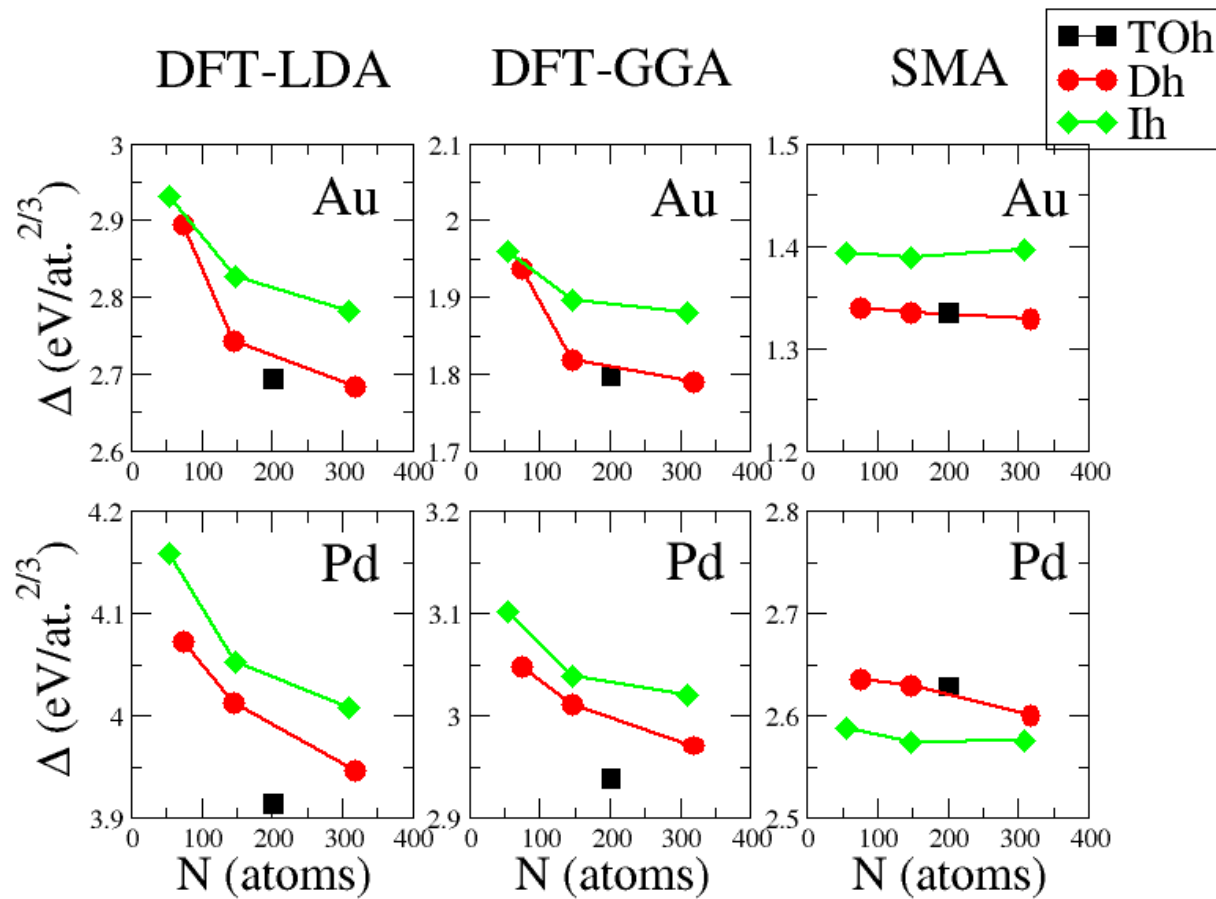 DFT-LDA
DFT-GGA
SMA
TOh
Dh
Ih
Δ (eV/at.^2/3)
3
2.9
2.8
2.7
2.6
0 100 200 300 400
Au
2.1
2
1.9
1.8
1.7
0 100 200 300 400
Au
1.5
1.4
1.3
1.2
0 100 200 300 400
Au
Δ (eV/at.^2/3)
4.2
4.1
4
3.9
0 100 200 300 400
Pd
N (atoms)
3.2
3.1
3
2.9
0 100 200 300 400
Pd
N (atoms)
2.8
2.7
2.6
2.5
0 100 200 300 400
Pd
N (atoms)